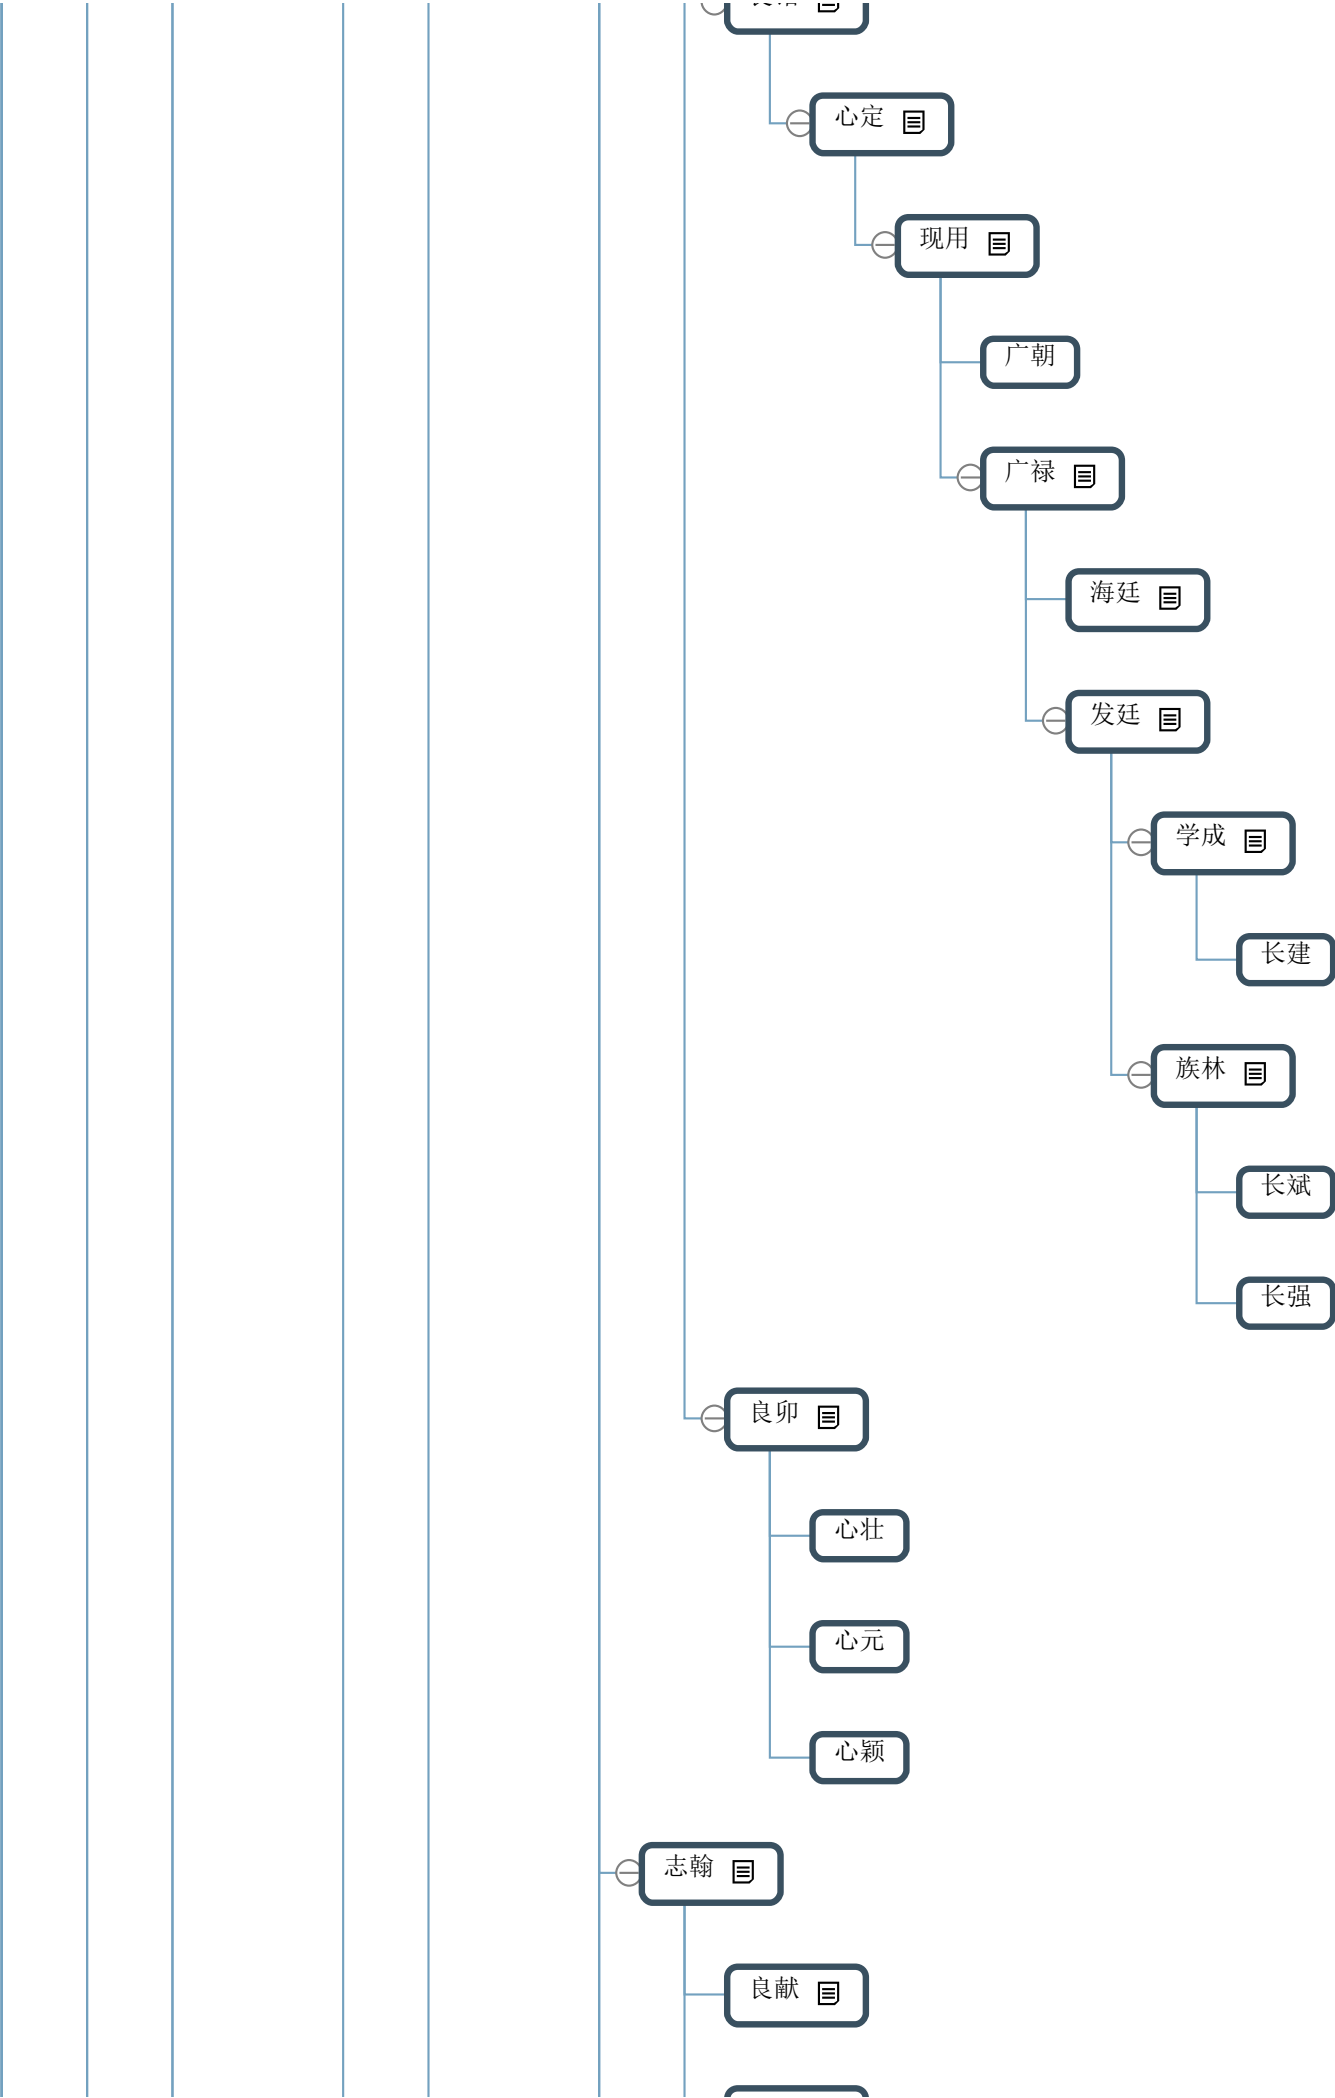 心定
现用
广朝
广禄
海廷
发廷
学成
长建
族林
长斌
长强
良卯
心壮
心元
心颖
志翰
良献